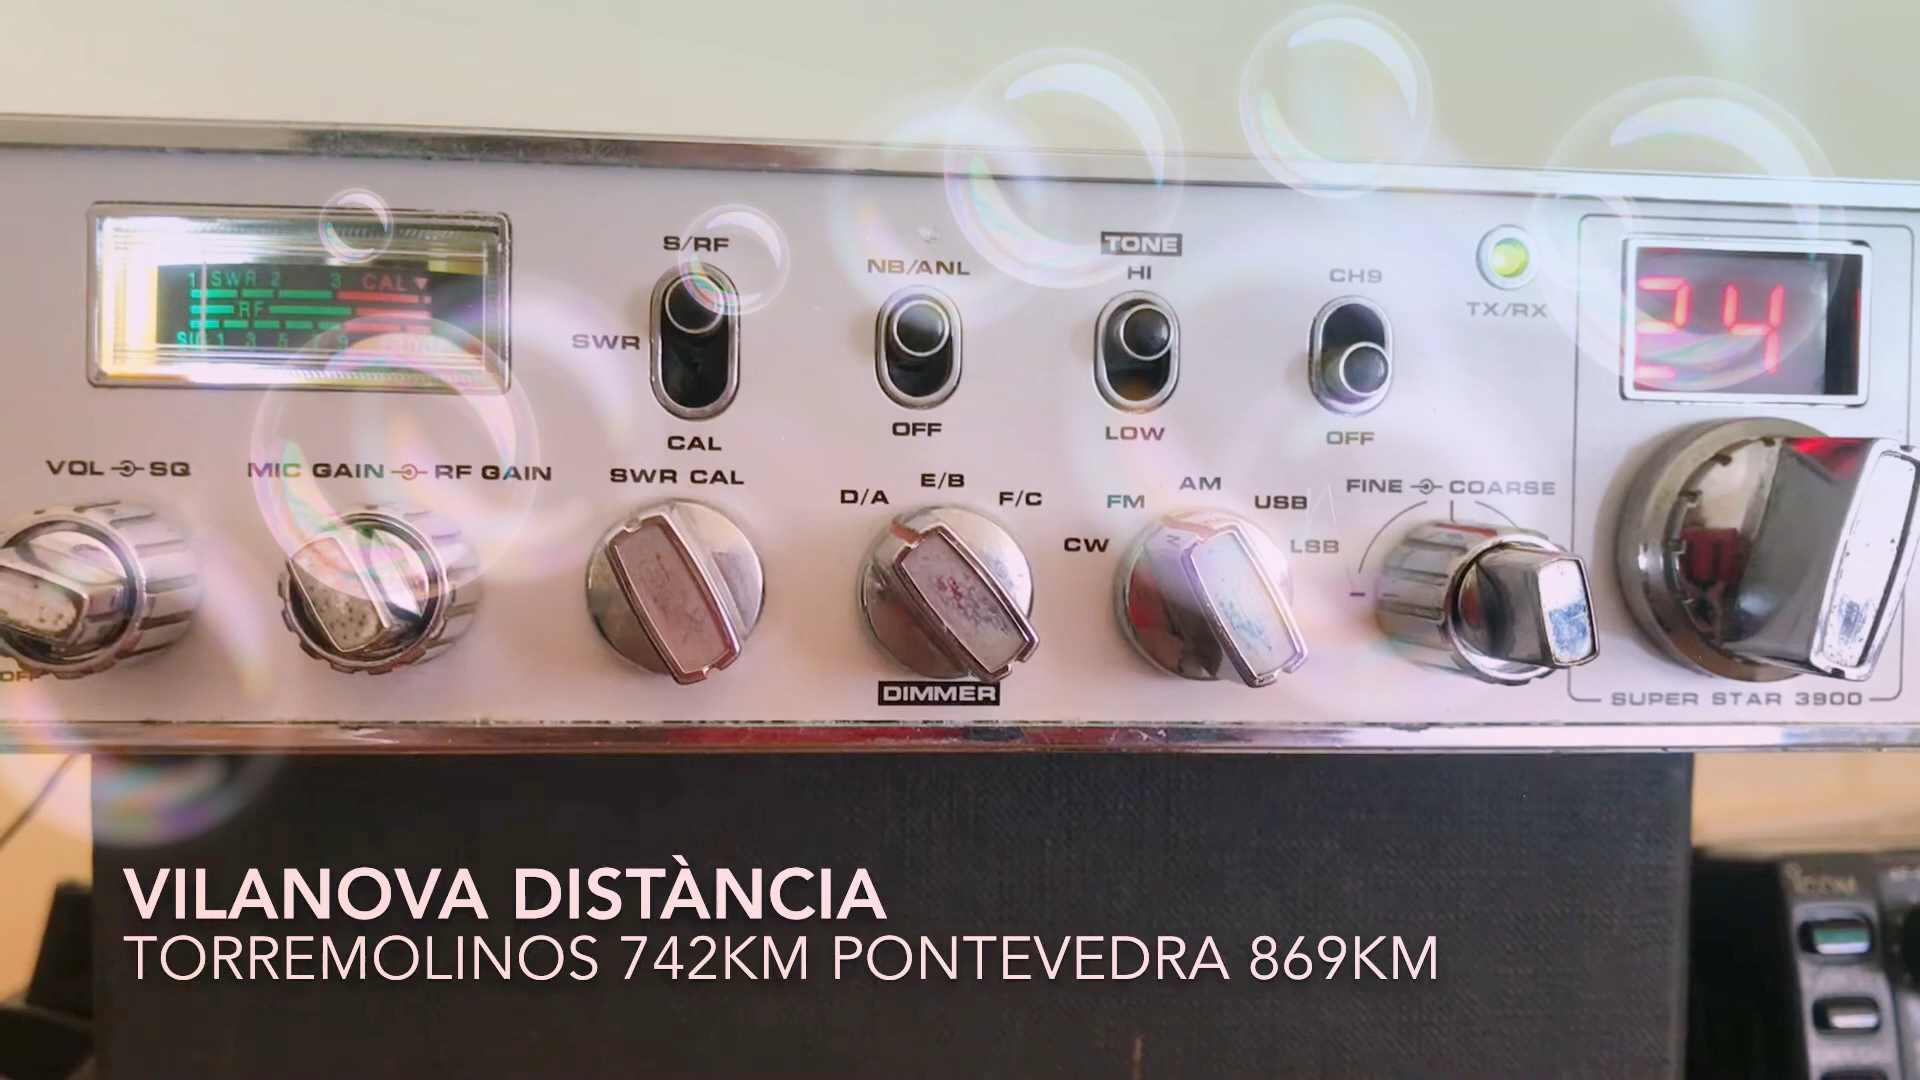 S/RF
TONE
HI
NB/ANL
CH9
TX/RX
24
1 SWR 2 3 CAL
RF
SWR
OFF
LOW
OFF
CAL
VOL SQ
MIC GAIN RF GAIN
SWR CAL
D/A E/B F/C
CW FM AM USB LSB
FINE COARSE
OFF
DIMMER
SUPER STAR 3900
ICOM
VILANOVA DISTÀNCIA
TORREMOLINOS 742KM PONTEVEDRA 869KM